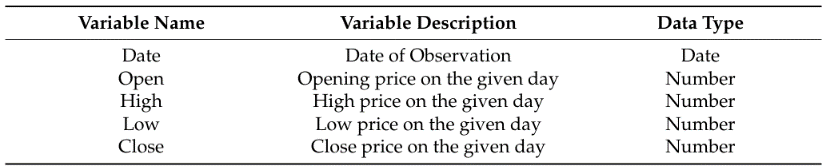 Variable Name Variable Description Data Type
Date Date of Observation Date
Open Opening price on the given day Number
High High price on the given day Number
Low Low price on the given day Number
Close Close price on the given day Number